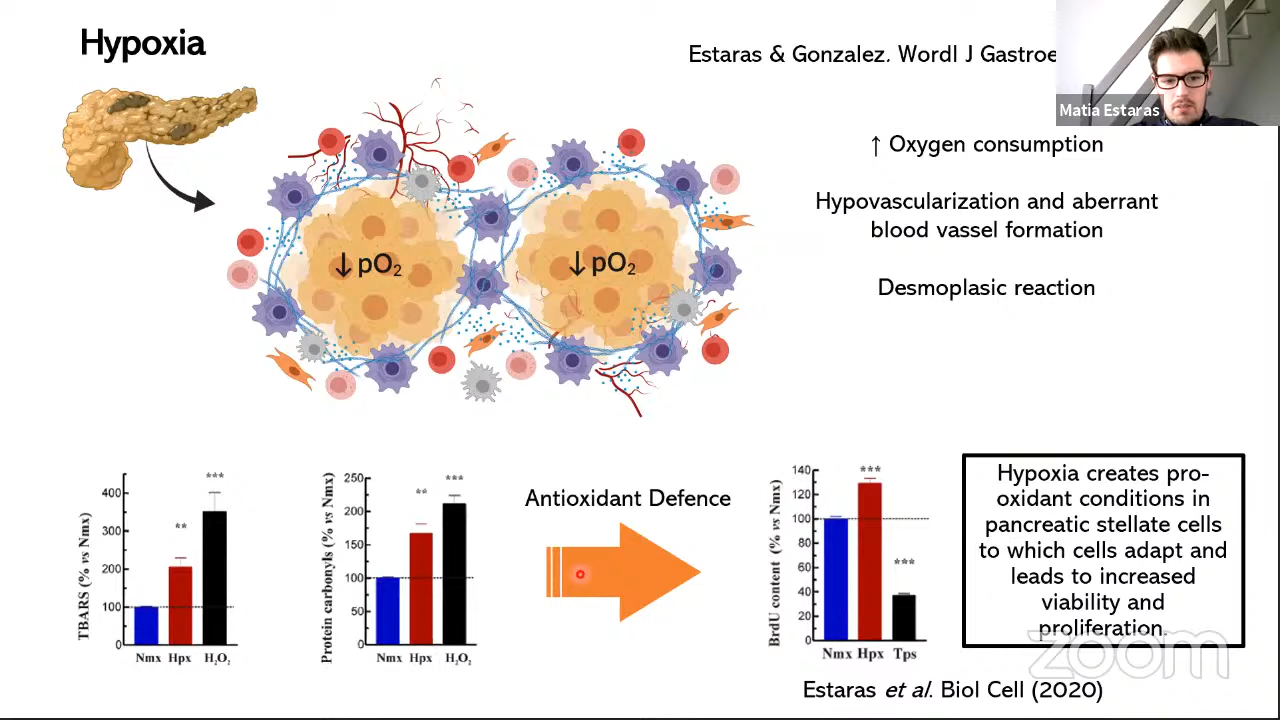 Hypoxia
Estaras & Gonzalez. Wordl J Gastroe
Matia Estaras
↑ Oxygen consumption
Hypovascularization and aberrant
blood vassel formation
Desmoplasic reaction
↓ pO₂
↓ pO₂
TBARS (% vs Nmx)
400
300
200
100
0
**
***
Nmx Hpx H₂O₂
Protein carbonyls (% vs Nmx)
250
200
150
100
50
0
**
***
Nmx Hpx H₂O₂
Antioxidant Defence
BrdU content (% vs Nmx)
140
120
100
80
60
40
20
0
***
***
Nmx Hpx Tps
Hypoxia creates pro-
oxidant conditions in
pancreatic stellate cells
to which cells adapt and
leads to increased
viability and
proliferation.
zoom
Estaras et al. Biol Cell (2020)